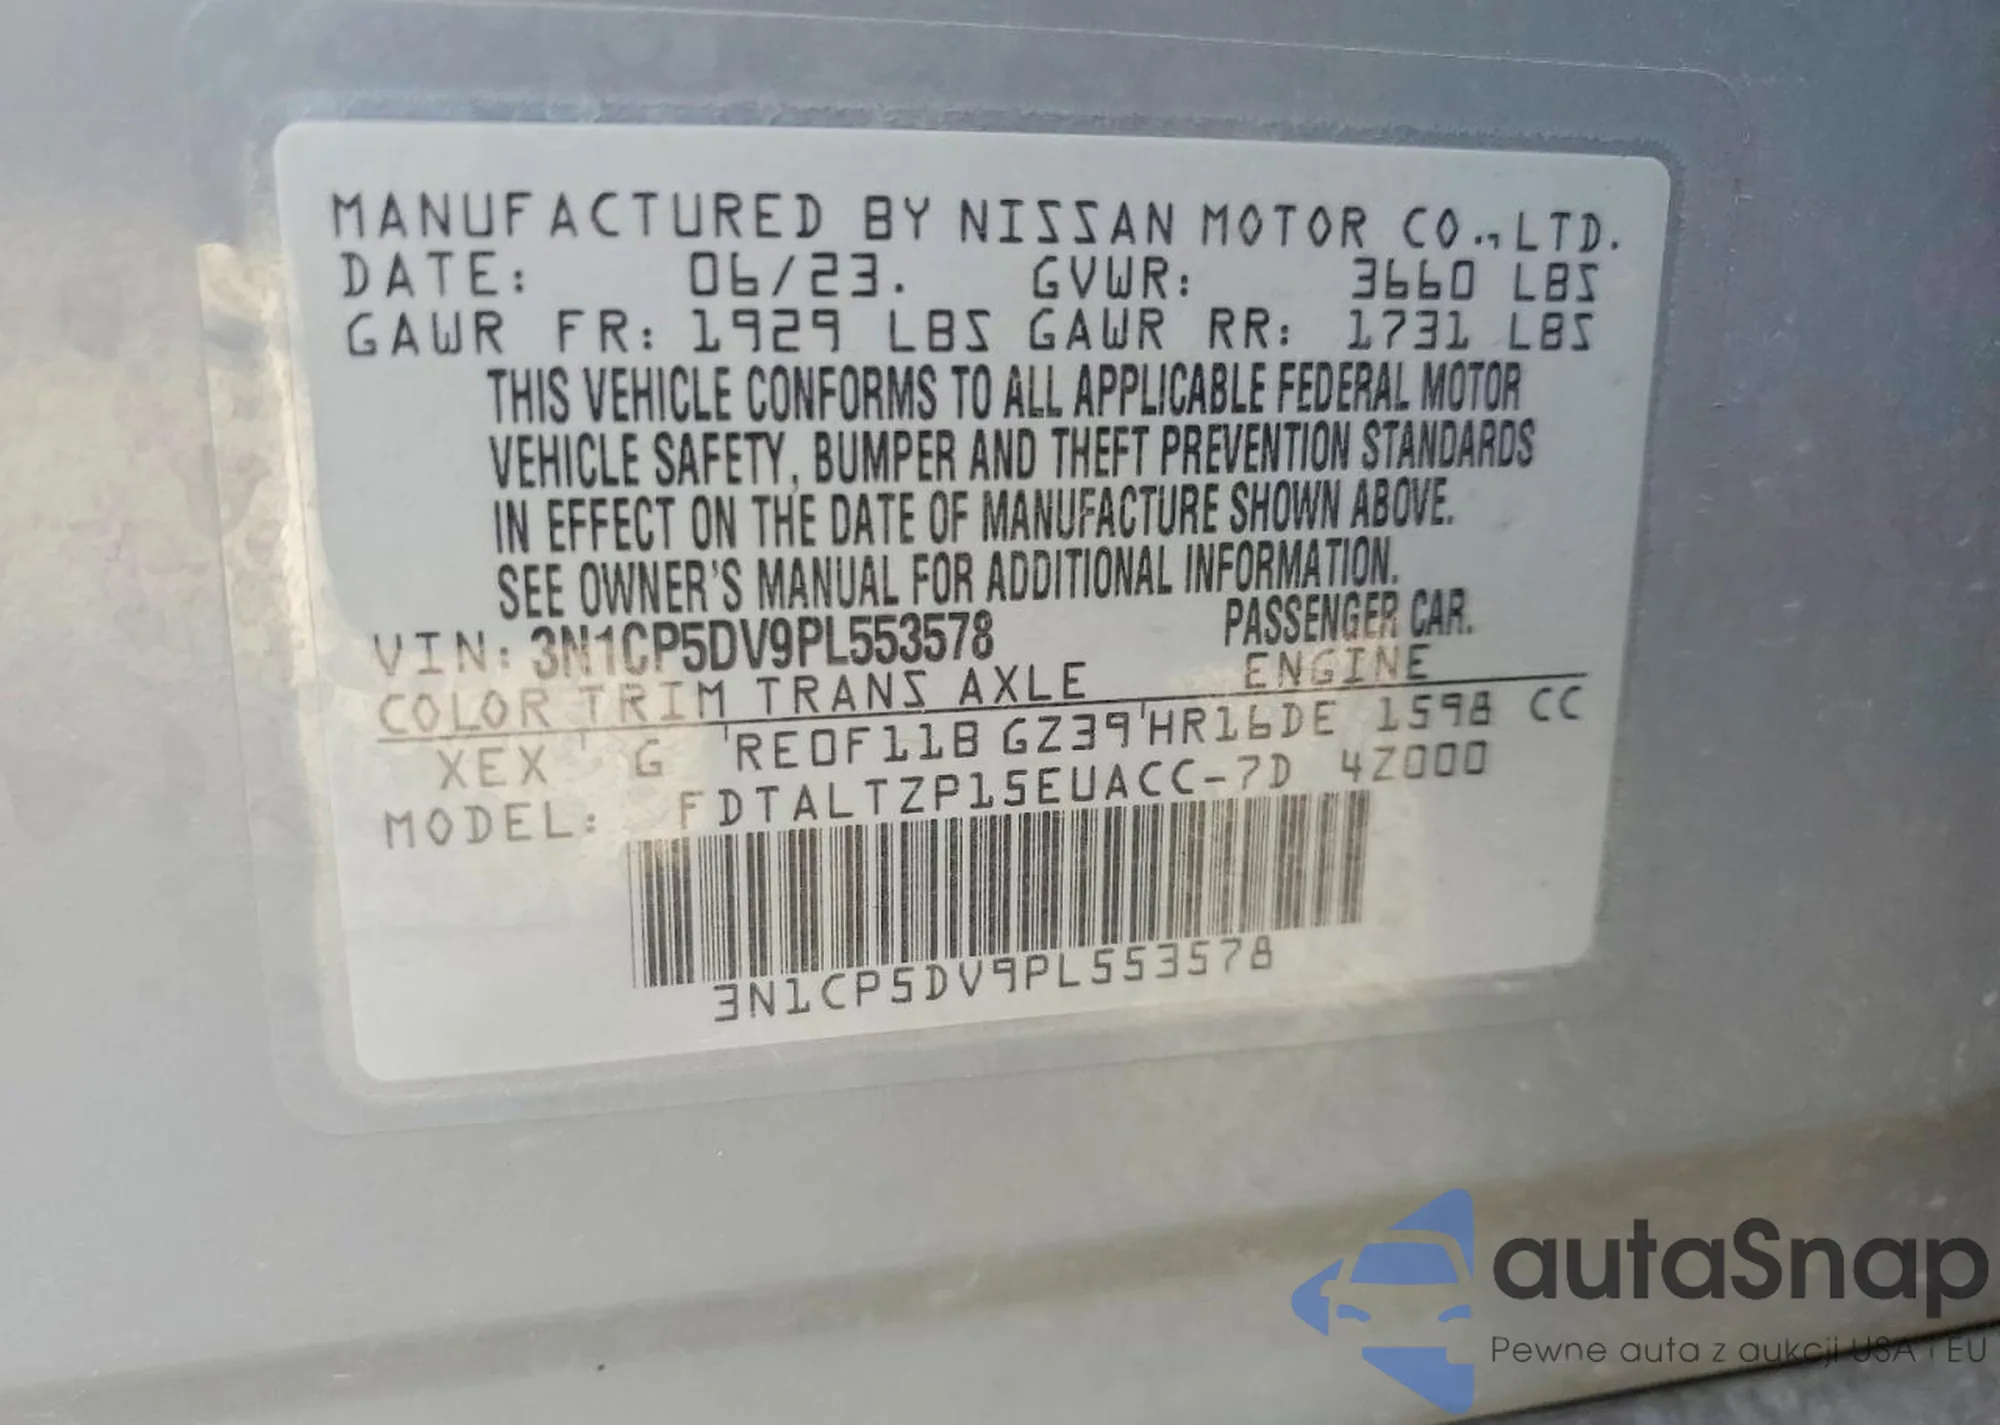 MANUFACTURED BY NISSAN MOTOR CO.,LTD.
DATE: 06/23. GVWR: 3660 LBS
GAWR FR: 1929 LBS GAWR RR: 1731 LBS
THIS VEHICLE CONFORMS TO ALL APPLICABLE FEDERAL MOTOR
VEHICLE SAFETY, BUMPER AND THEFT PREVENTION STANDARDS
IN EFFECT ON THE DATE OF MANUFACTURE SHOWN ABOVE.
SEE OWNER'S MANUAL FOR ADDITIONAL INFORMATION.
VIN: 3N1CP5DV9PL553578 PASSENGER CAR.
COLOR TRIM TRANS AXLE ENGINE
XEX ' G 'RE0F11B GZ39'HR16DE 1598 CC
MODEL: FDTALTZP15EUACC-7D 4Z000
3N1CP5DV9PL553578
autaSnap
Pewne auta z aukcji USA i EU